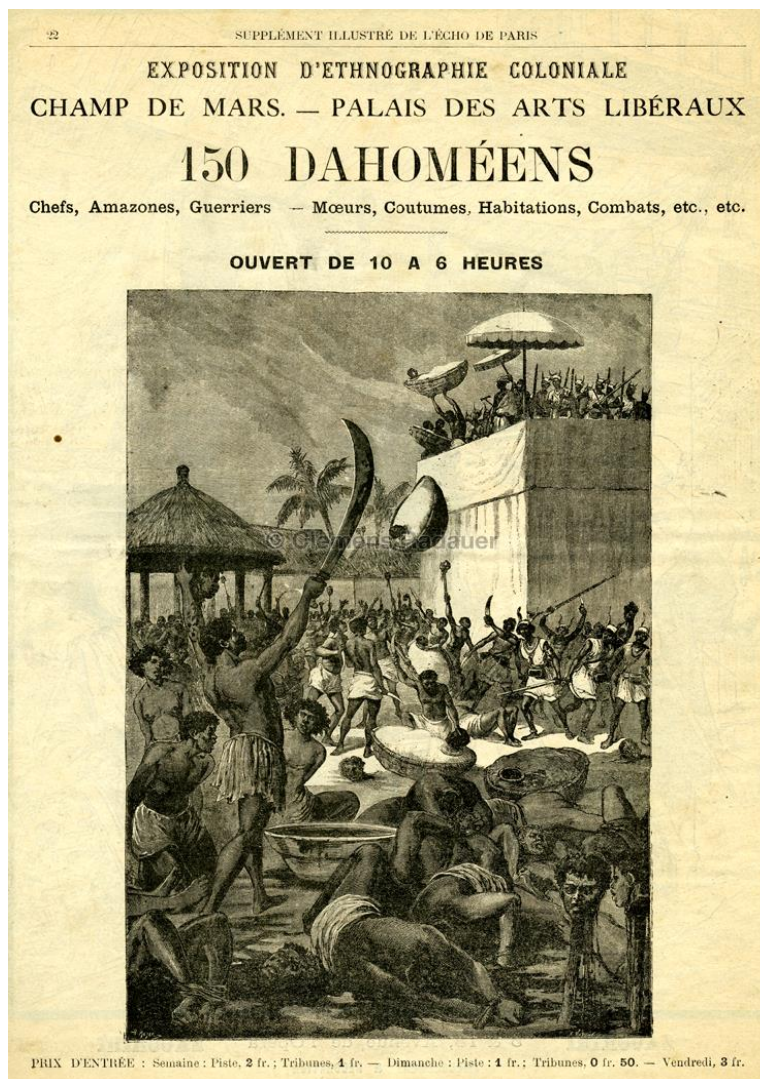 22
SUPPLÉMENT ILLUSTRÉ DE L'ÉCHO DE PARIS
EXPOSITION D'ETHNOGRAPHIE COLONIALE
CHAMP DE MARS. — PALAIS DES ARTS LIBÉRAUX
150 DAHOMÉENS
Chefs, Amazones, Guerriers — Mœurs, Coutumes, Habitations, Combats, etc., etc.
OUVERT DE 10 A 6 HEURES
© Clemens Radauer
PRIX D'ENTRÉE : Semaine : Piste, 2 fr. ; Tribunes, 1 fr. — Dimanche : Piste : 1 fr. ; Tribunes, 0 fr. 50. — Vendredi, 3 fr.